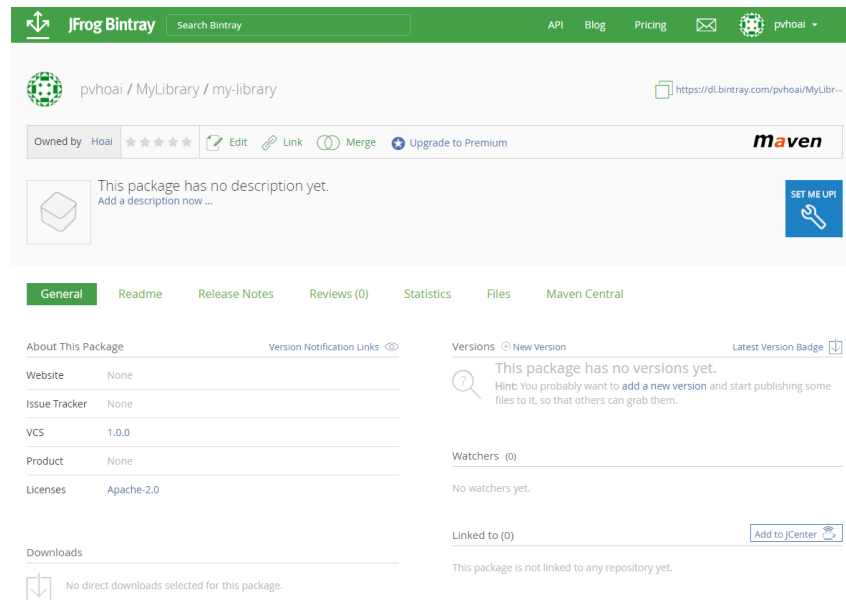 JFrog Bintray
Search Bintray
API Blog Pricing pvhoai
pvhoai / MyLibrary / my-library
https://dl.bintray.com/pvhoai/MyLibr...
Owned by Hoai Edit Link Merge Upgrade to Premium maven
This package has no description yet.
Add a description now ...
SET ME UP!
General Readme Release Notes Reviews (0) Statistics Files Maven Central
About This Package Version Notification Links
Website None
Issue Tracker None
VCS 1.0.0
Product None
Licenses Apache-2.0
Downloads
No direct downloads selected for this package.
Versions New Version Latest Version Badge
This package has no versions yet.
Hint: You probably want to add a new version and start publishing some
files to it, so that others can grab them.
Watchers (0)
No watchers yet.
Linked to (0) Add to JCenter
This package is not linked to any repository yet.